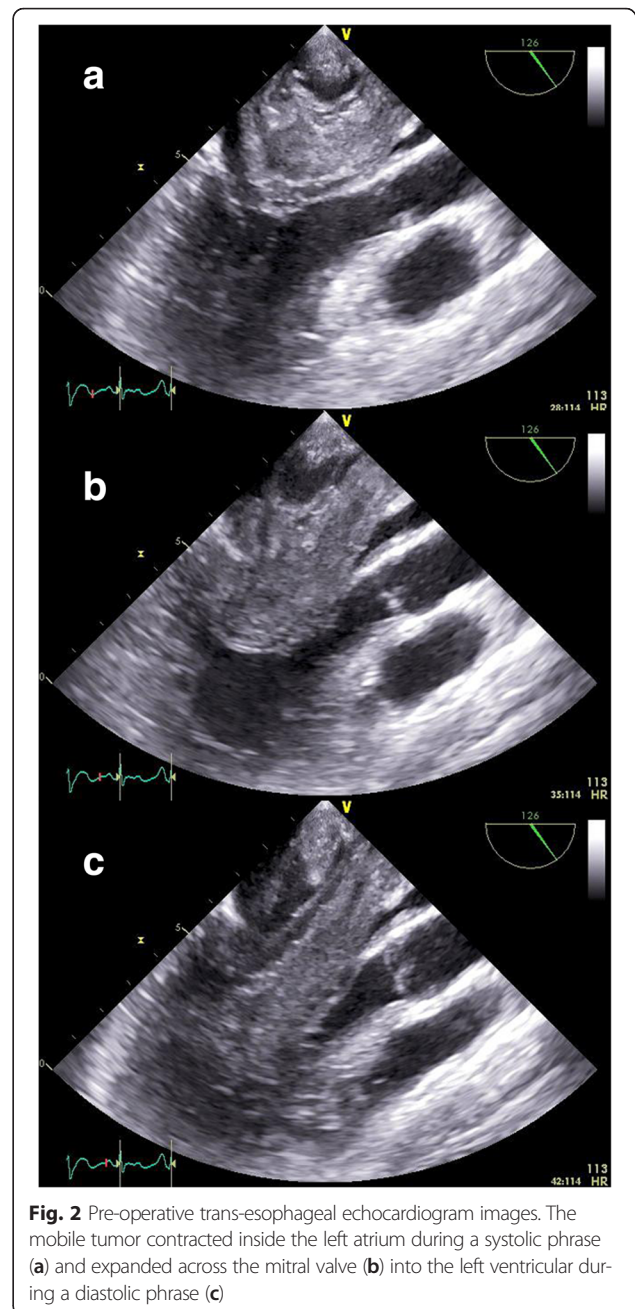 a
V
126
5
0
113
28:114 HR
b
V
126
5
0
113
35:114 HR
c
V
126
5
0
113
42:114 HR
Fig. 2 Pre-operative trans-esophageal echocardiogram images. The
mobile tumor contracted inside the left atrium during a systolic phrase
(a) and expanded across the mitral valve (b) into the left ventricular dur-
ing a diastolic phrase (c)